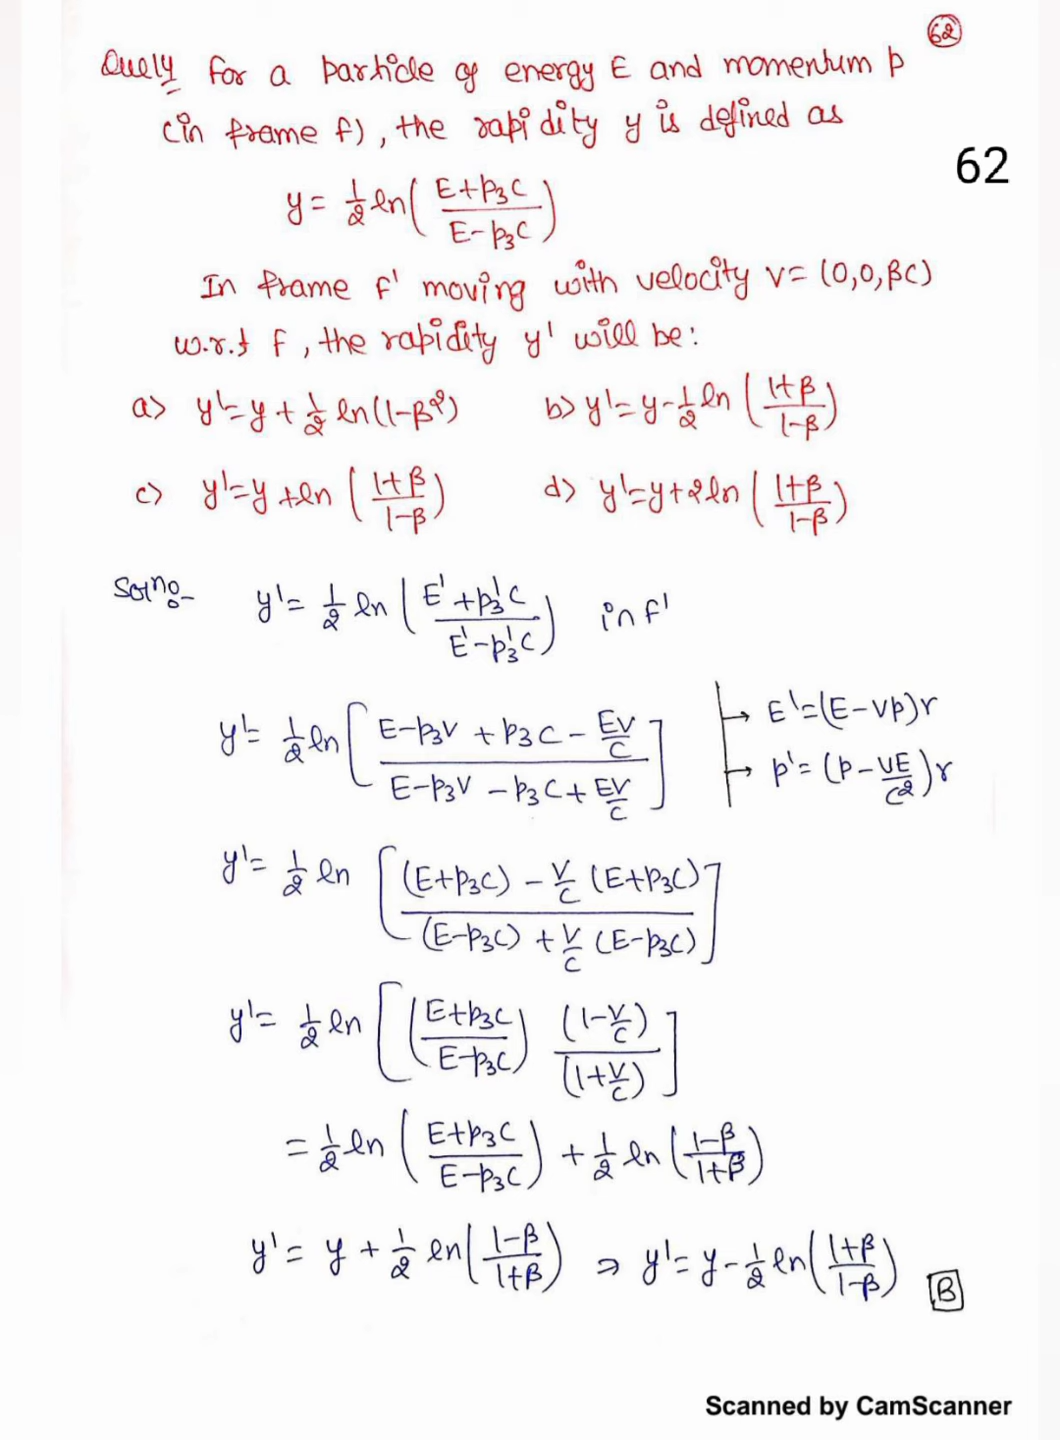 62
Quely for a particle of energy E and momentum p
(in frame f), the rapidity y is defined as
62
y = 1/2 ln( (E+p₃c)/(E-p₃c) )
In frame f' moving with velocity v = (0,0,βc)
w.r.t f, the rapidity y' will be:
a> y'=y + 1/2 ln(1-β²) b> y'=y-1/2 ln( (1+β)/(1-β) )
c> y'=y+ln( (1+β)/(1-β) ) d> y'=y+2ln( (1+β)/(1-β) )
Solno- y'= 1/2 ln( (E'+p₃'c)/(E'-p₃'c) ) in f'
y'= 1/2 ln[ (E-p₃v + p₃c - Ev/c)/(E-p₃v - p₃c + Ev/c) ] → E'=(E-vp)r
→ p'= (p-vE/c²)r
y'= 1/2 ln [ ((E+p₃c) - v/c (E+p₃c))/((E-p₃c) + v/c (E-p₃c)) ]
y'= 1/2 ln [ ((E+p₃c)/(E-p₃c)) (1-v/c)/(1+v/c) ]
= 1/2 ln( (E+p₃c)/(E-p₃c) ) + 1/2 ln( (1-β)/(1+β) )
y' = y + 1/2 ln( (1-β)/(1+β) ) ⇒ y'= y-1/2 ln( (1+β)/(1-β) ) B
Scanned by CamScanner